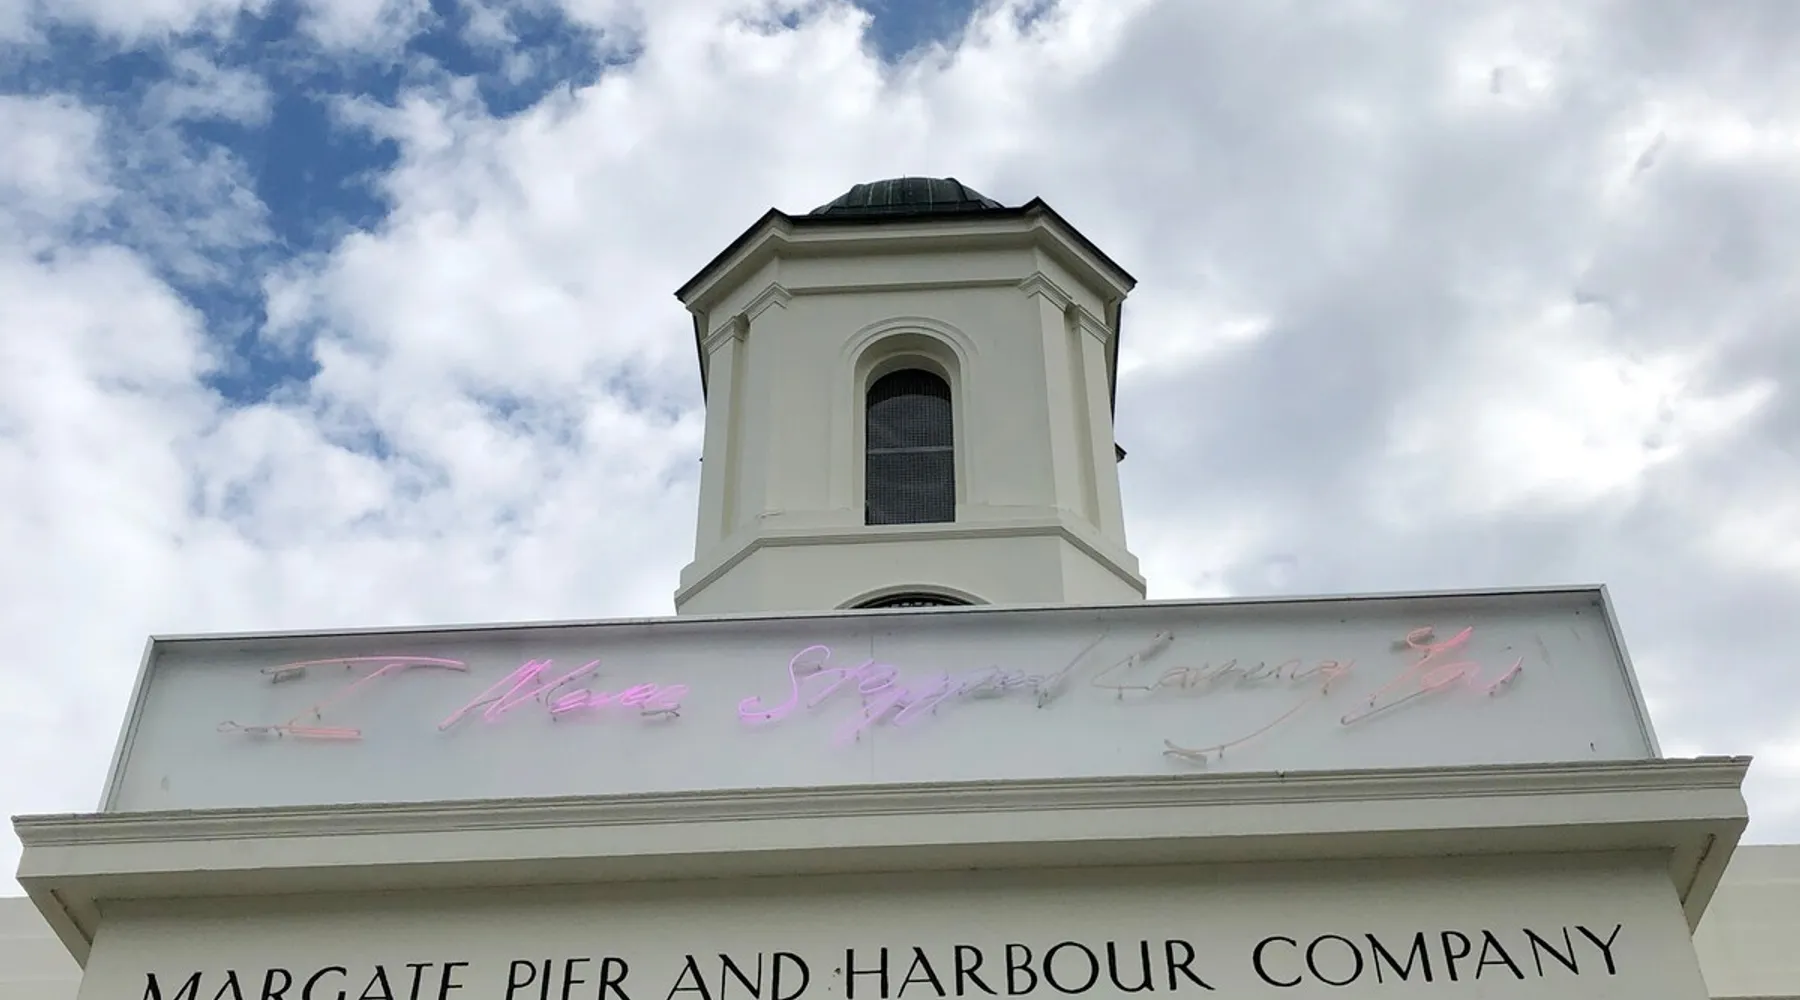 I Never Stopped Loving You
MARGATE PIER AND HARBOUR COMPANY